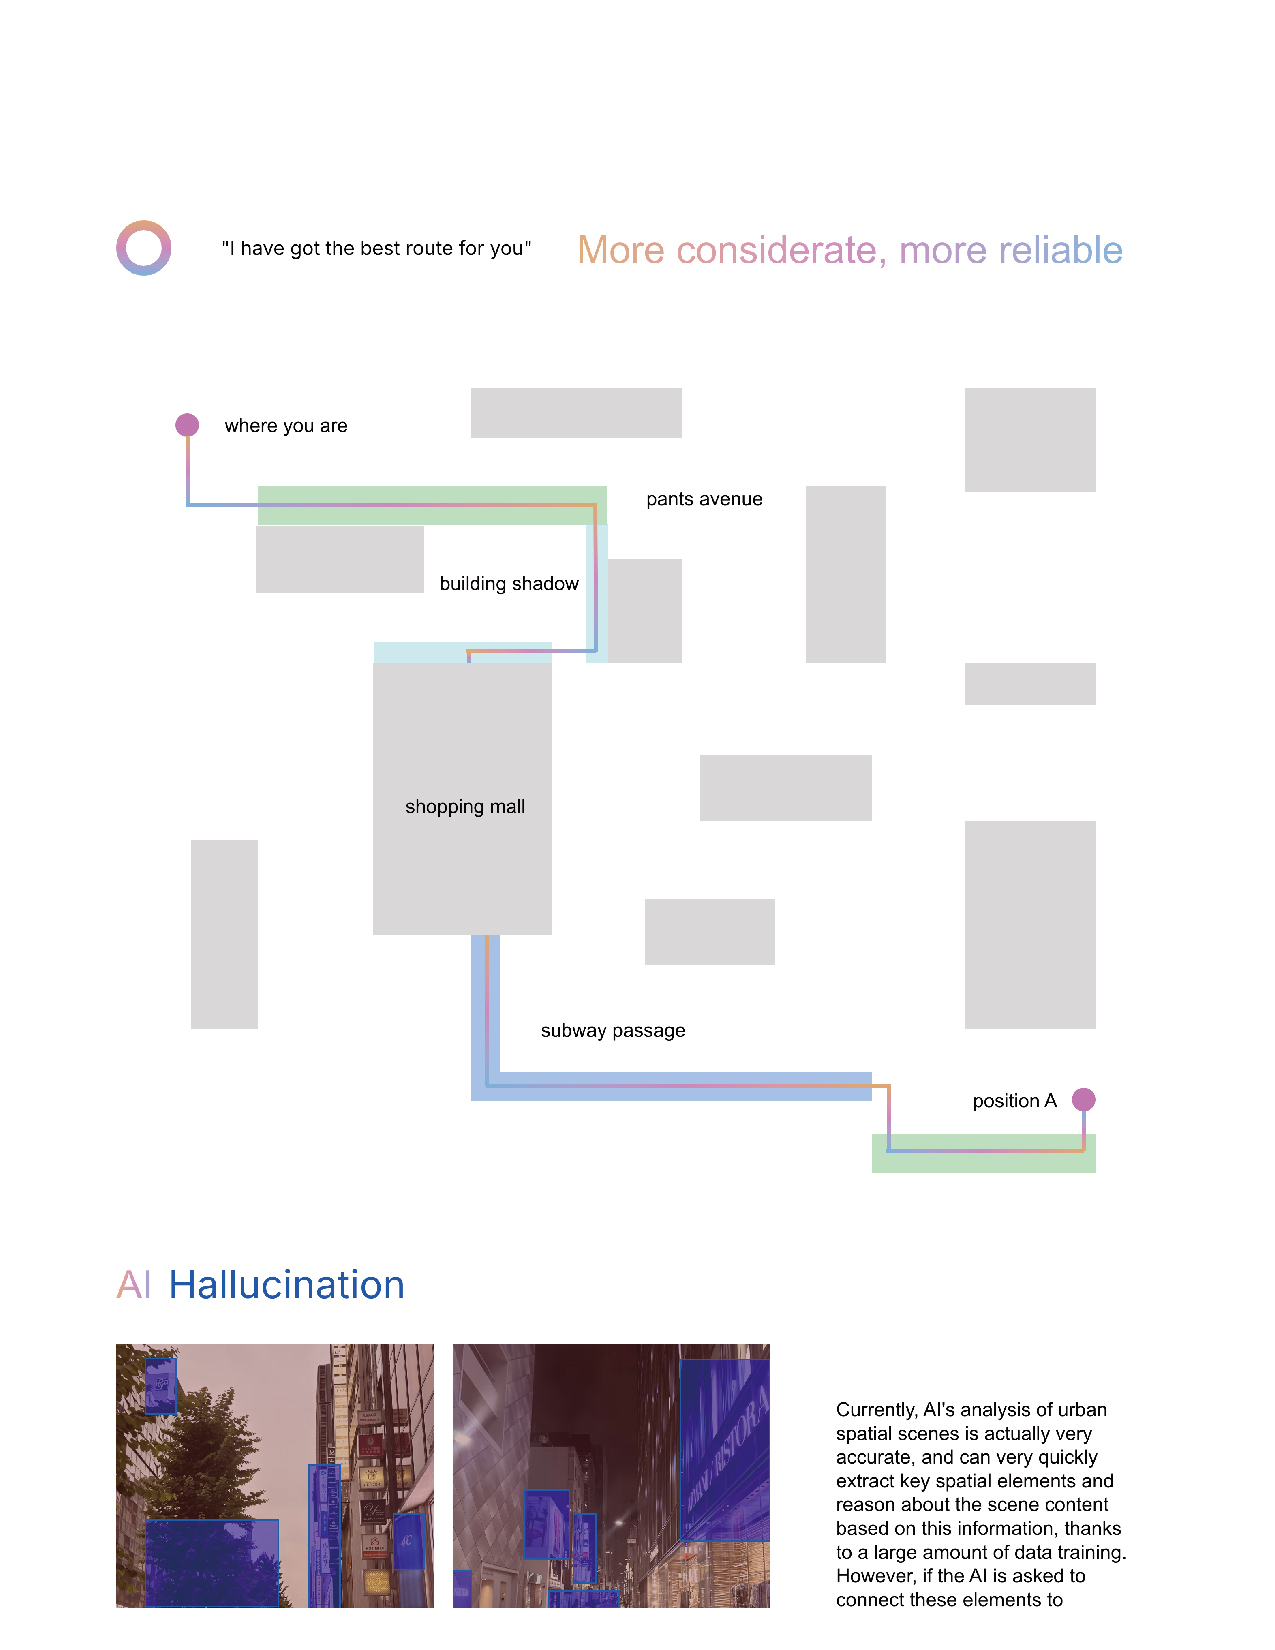 "I have got the best route for you"
More considerate, more reliable
where you are
pants avenue
building shadow
shopping mall
subway passage
position A
AI Hallucination
Currently, AI's analysis of urban
spatial scenes is actually very
accurate, and can very quickly
extract key spatial elements and
reason about the scene content
based on this information, thanks
to a large amount of data training.
However, if the AI is asked to
connect these elements to